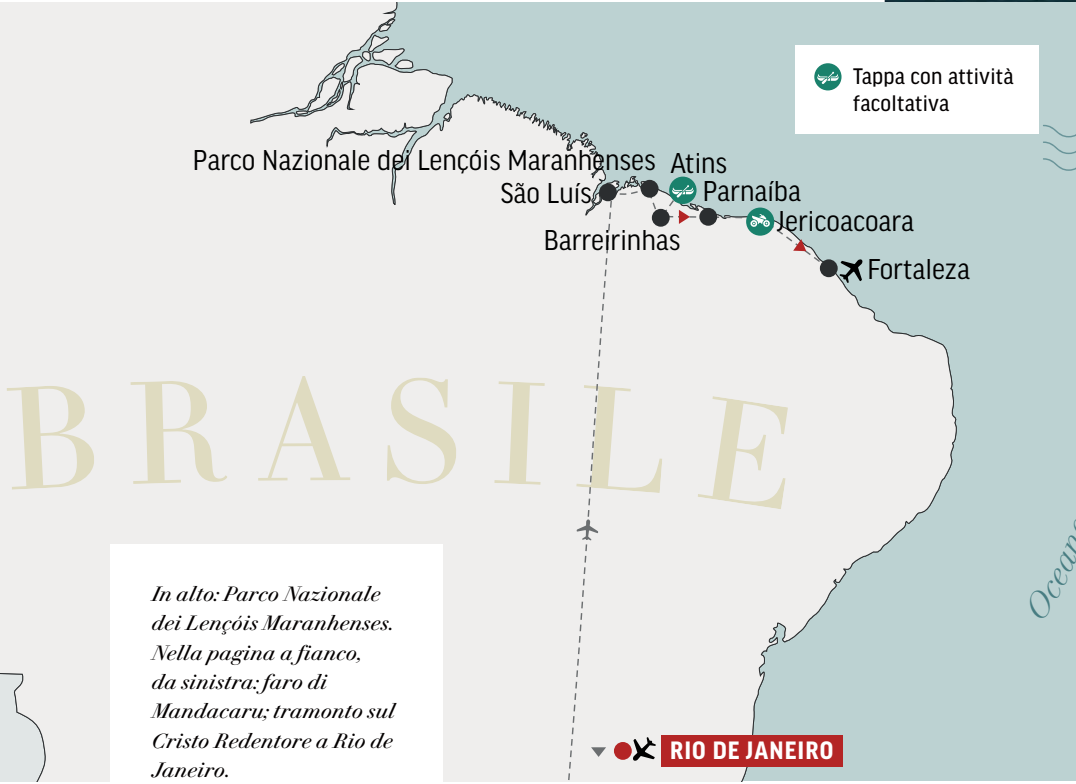 Tappa con attività
facoltativa
Parco Nazionale dei Lençóis Maranhenses
Atins
São Luís
Parnaíba
Jericoacoara
Barreirinhas
Fortaleza
BRASILE
Oceano
In alto: Parco Nazionale
dei Lençóis Maranhenses.
Nella pagina a fianco,
da sinistra: faro di
Mandacaru; tramonto sul
Cristo Redentore a Rio de
Janeiro.
RIO DE JANEIRO